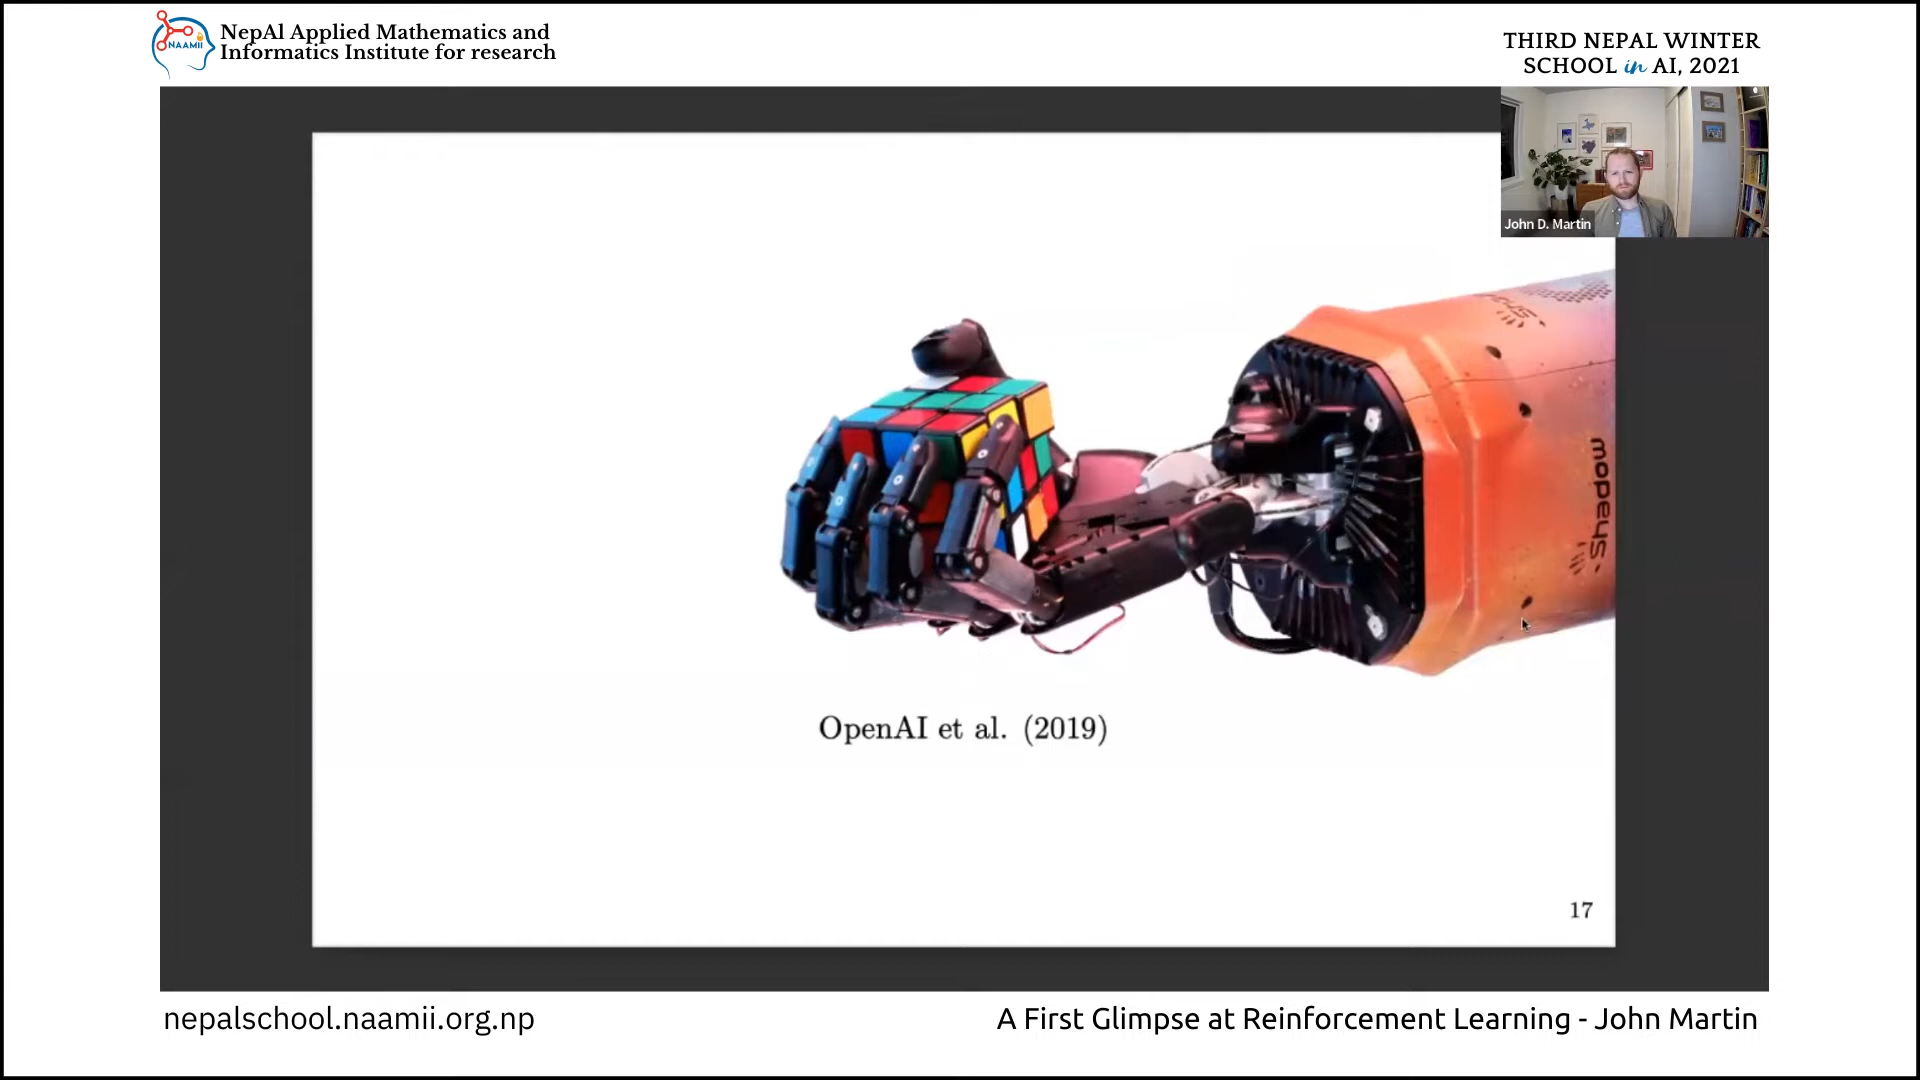 NAAMII
NepAl Applied Mathematics and
Informatics Institute for research
THIRD NEPAL WINTER
SCHOOL in AI, 2021
John D. Martin
Shadow
OpenAI et al. (2019)
17
nepalschool.naamii.org.np
A First Glimpse at Reinforcement Learning - John Martin